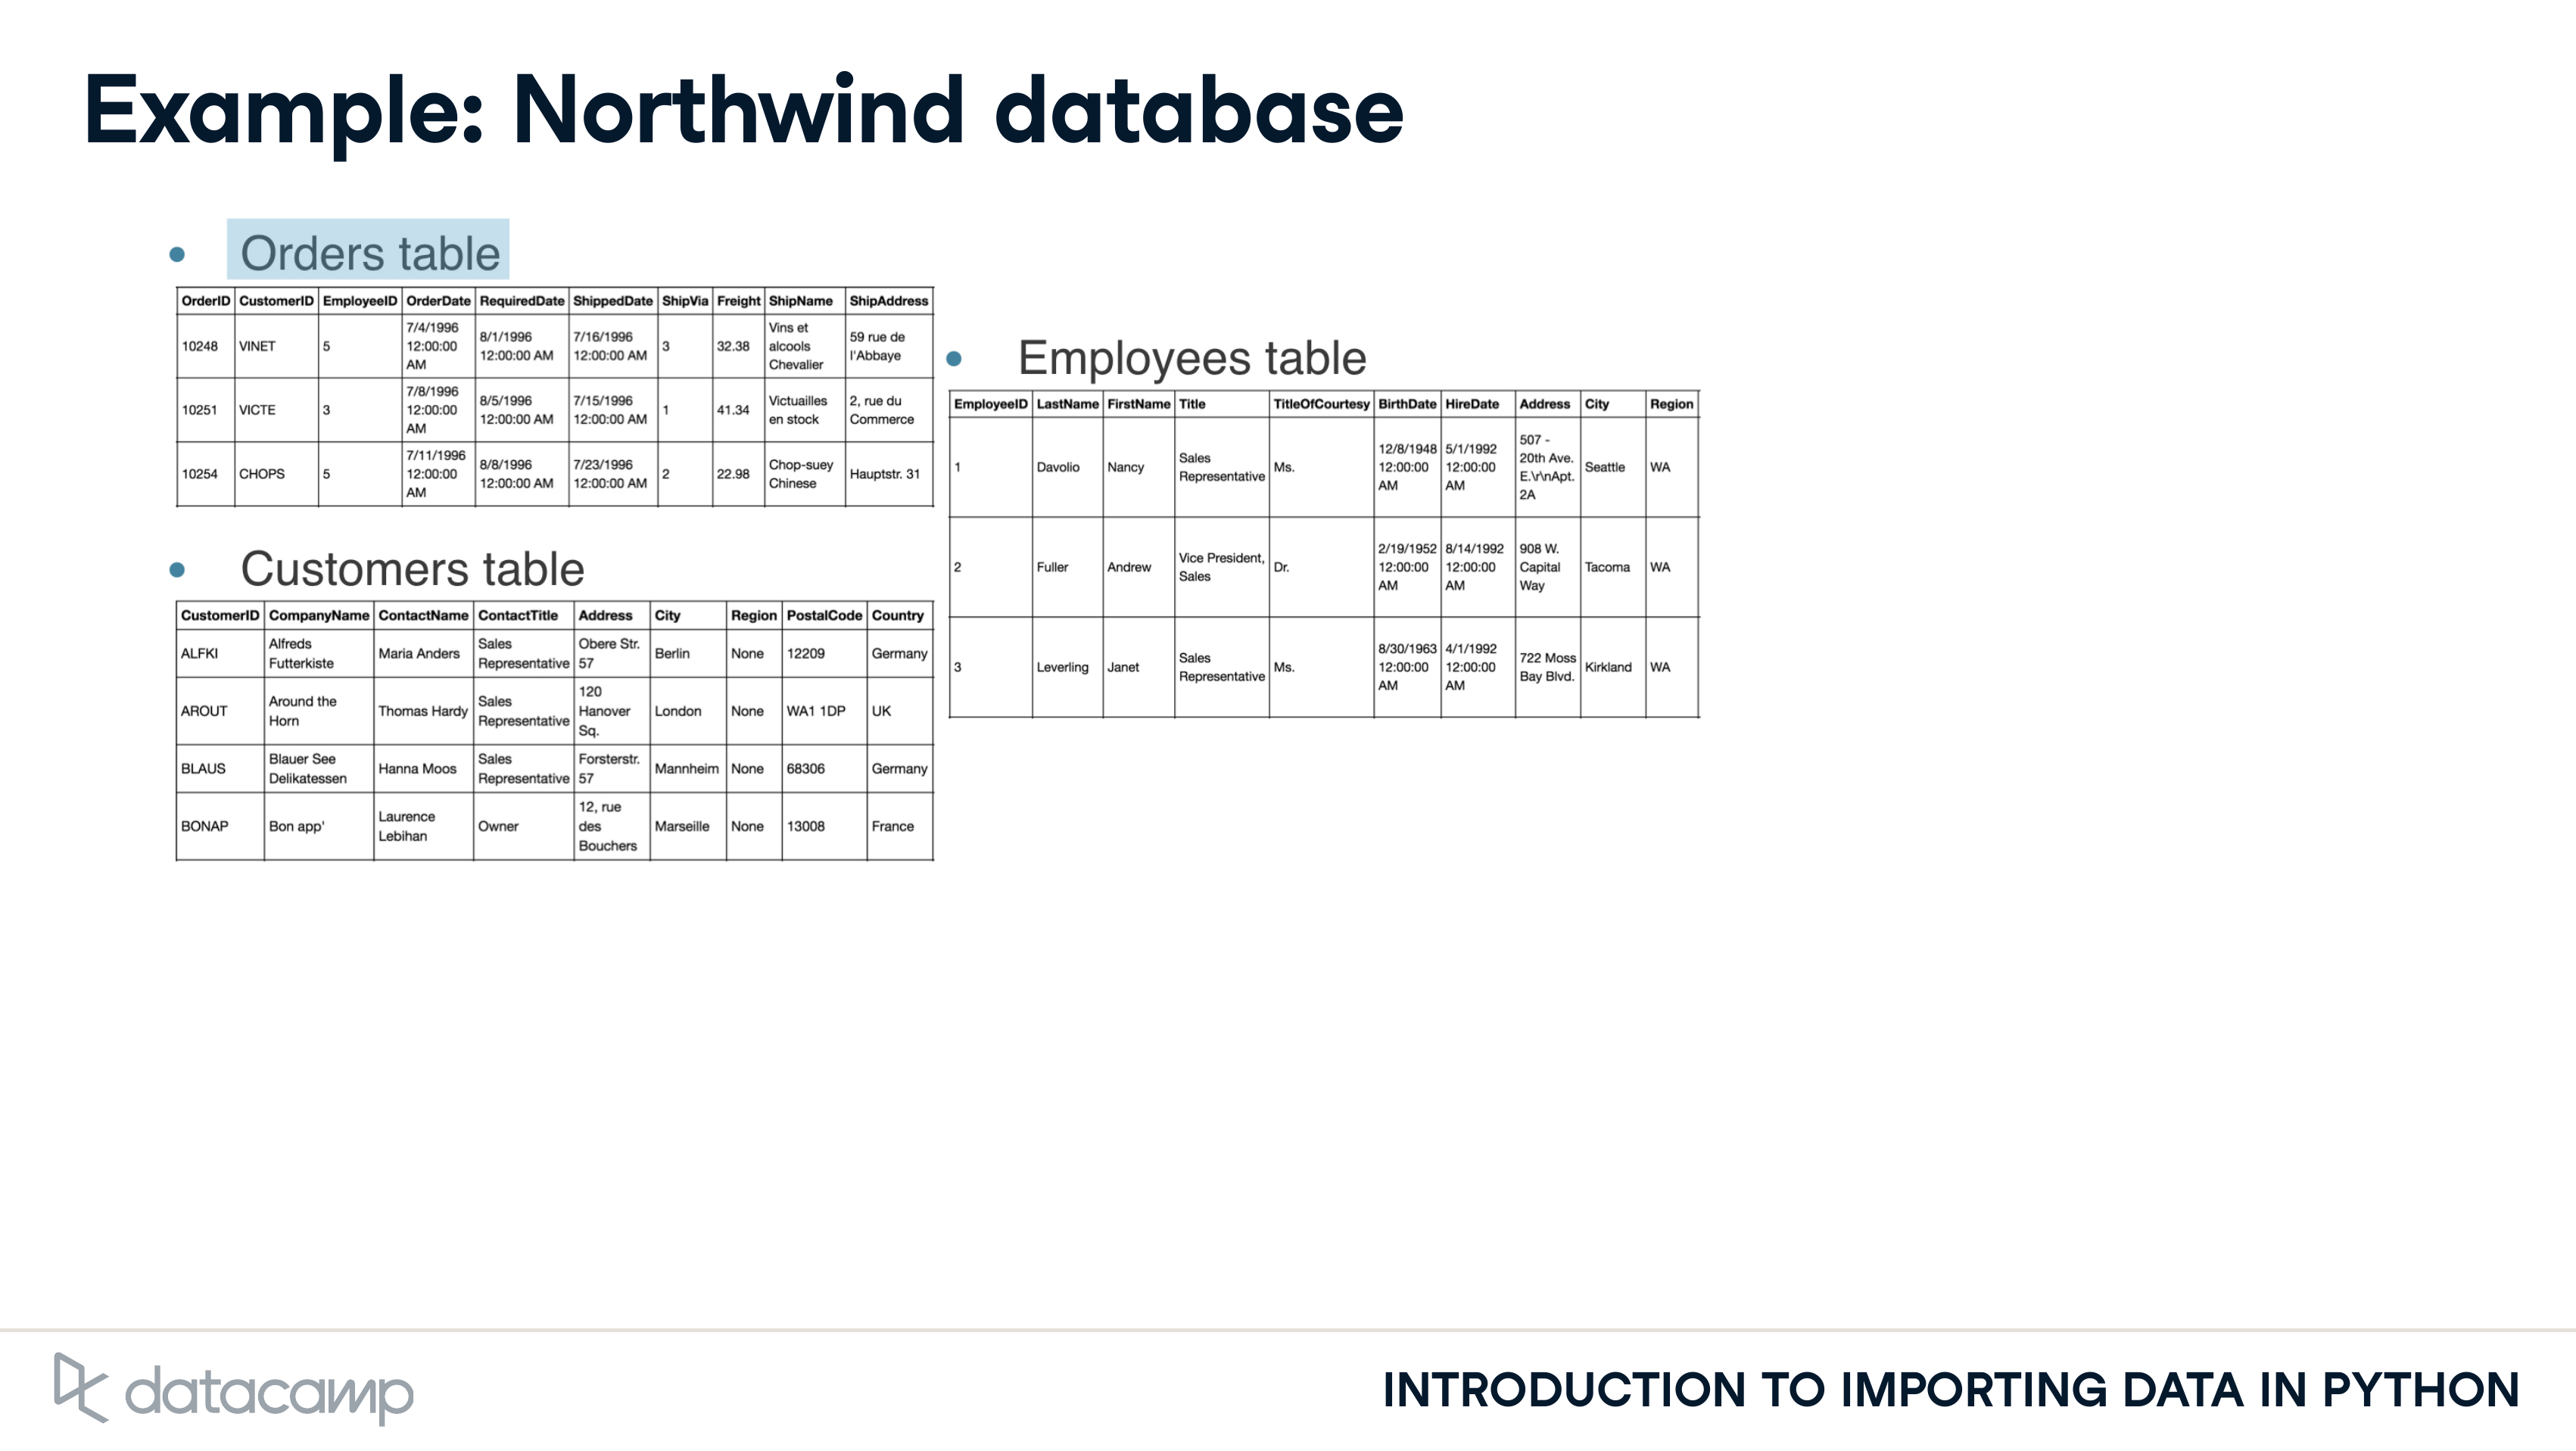 Example: Northwind database
• Orders table
OrderID CustomerID EmployeeID OrderDate RequiredDate ShippedDate ShipVia Freight ShipName ShipAddress
10248 VINET 5 7/4/1996 12:00:00 AM 8/1/1996 12:00:00 AM 7/16/1996 12:00:00 AM 3 32.38 Vins et alcools Chevalier 59 rue de l'Abbaye
10251 VICTE 3 7/8/1996 12:00:00 AM 8/5/1996 12:00:00 AM 7/15/1996 12:00:00 AM 1 41.34 Victuailles en stock 2, rue du Commerce
10254 CHOPS 5 7/11/1996 12:00:00 AM 8/8/1996 12:00:00 AM 7/23/1996 12:00:00 AM 2 22.98 Chop-suey Chinese Hauptstr. 31
• Customers table
CustomerID CompanyName ContactName ContactTitle Address City Region PostalCode Country
ALFKI Alfreds Futterkiste Maria Anders Sales Representative Obere Str. 57 Berlin None 12209 Germany
AROUT Around the Horn Thomas Hardy Sales Representative 120 Hanover Sq. London None WA1 1DP UK
BLAUS Blauer See Delikatessen Hanna Moos Sales Representative Forsterstr. 57 Mannheim None 68306 Germany
BONAP Bon app' Laurence Lebihan Owner 12, rue des Bouchers Marseille None 13008 France
• Employees table
EmployeeID LastName FirstName Title TitleOfCourtesy BirthDate HireDate Address City Region
1 Davolio Nancy Sales Representative Ms. 12/8/1948 12:00:00 AM 5/1/1992 12:00:00 AM 507 - 20th Ave. E.\r\nApt. 2A Seattle WA
2 Fuller Andrew Vice President, Sales Dr. 2/19/1952 12:00:00 AM 8/14/1992 12:00:00 AM 908 W. Capital Way Tacoma WA
3 Leverling Janet Sales Representative Ms. 8/30/1963 12:00:00 AM 4/1/1992 12:00:00 AM 722 Moss Bay Blvd. Kirkland WA
datacamp
INTRODUCTION TO IMPORTING DATA IN PYTHON